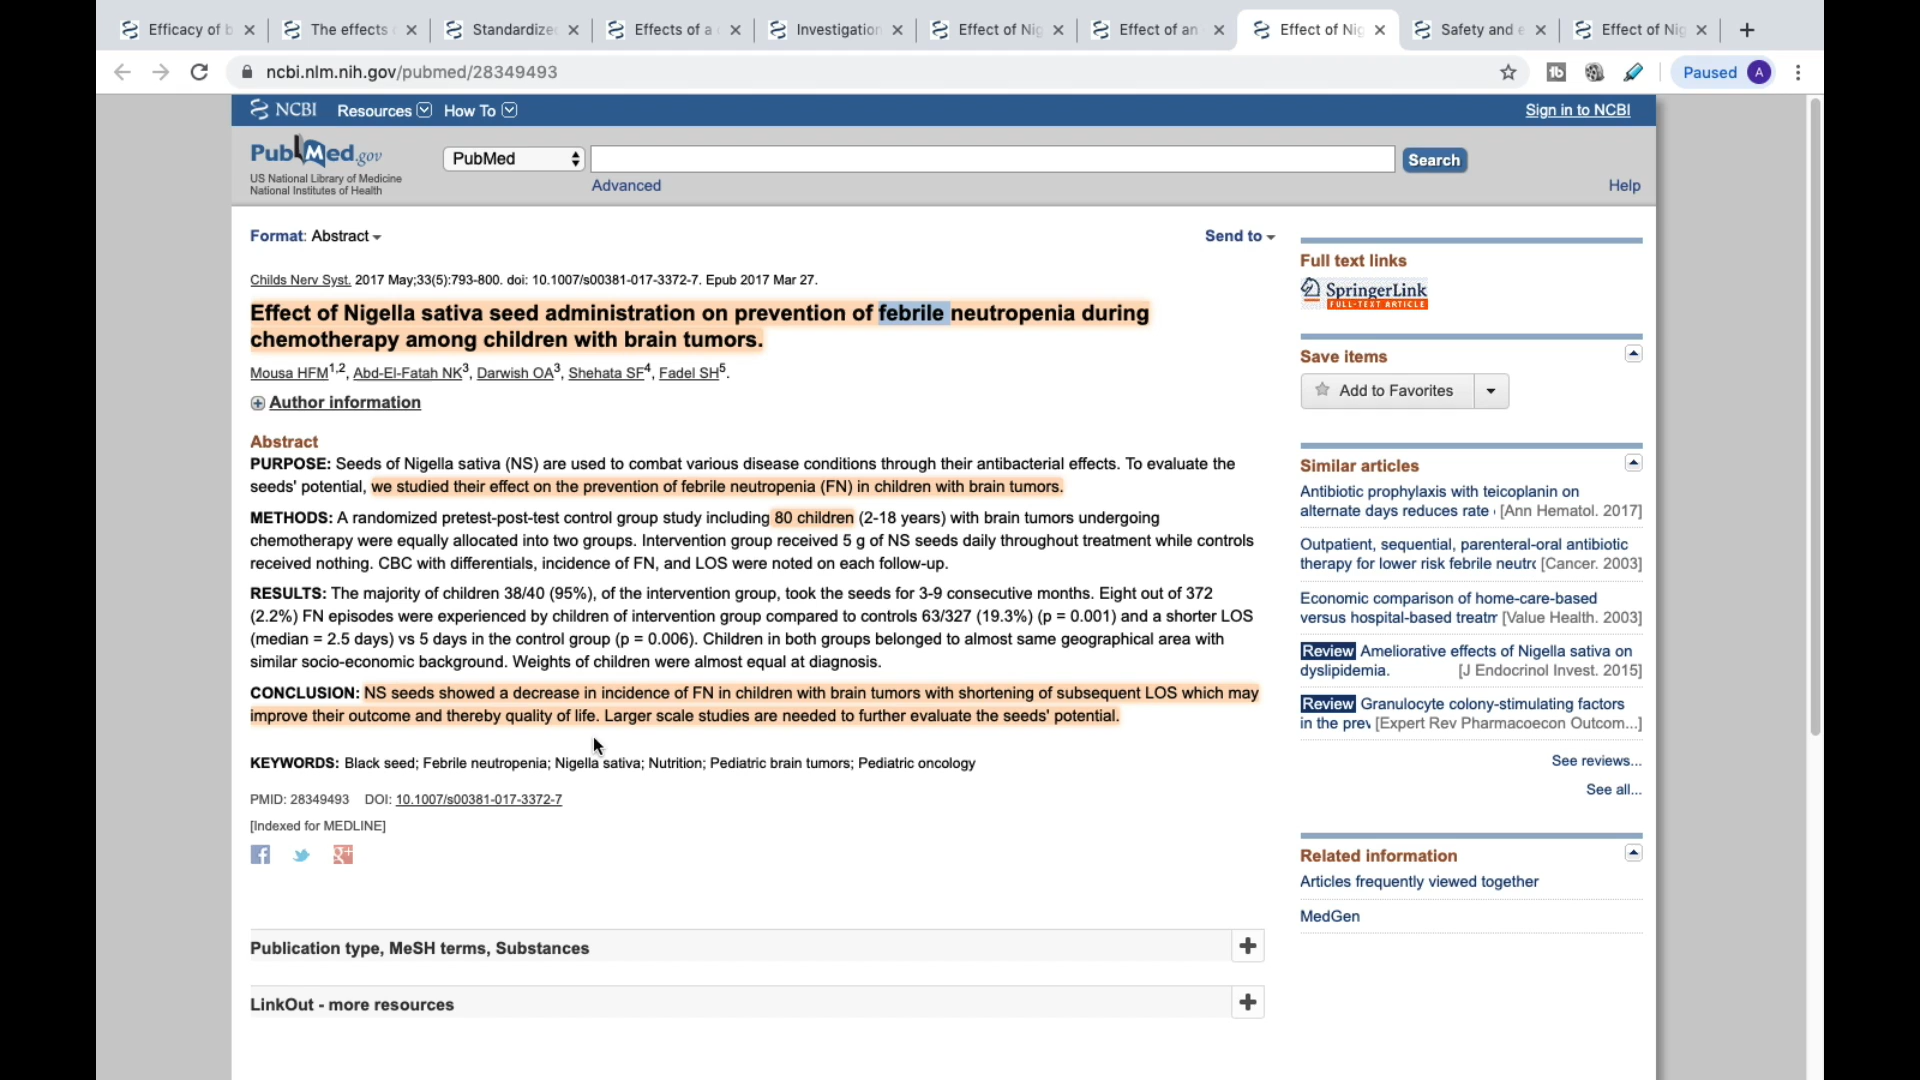 Efficacy of b
The effects
Standardize
Effects of a
Investigation
Effect of Nig
Effect of an
Effect of Nig
Safety and e
Effect of Nig
ncbi.nlm.nih.gov/pubmed/28349493
Paused A
NCBI Resources How To Sign in to NCBI
PubMed.gov
US National Library of Medicine
National Institutes of Health
PubMed Search
Advanced Help
Format: Abstract Send to
Childs Nerv Syst. 2017 May;33(5):793-800. doi: 10.1007/s00381-017-3372-7. Epub 2017 Mar 27.
Effect of Nigella sativa seed administration on prevention of febrile neutropenia during
chemotherapy among children with brain tumors.
Mousa HFM1,2, Abd-El-Fatah NK3, Darwish OA3, Shehata SF4, Fadel SH5.
Author information
Abstract
PURPOSE: Seeds of Nigella sativa (NS) are used to combat various disease conditions through their antibacterial effects. To evaluate the
seeds' potential, we studied their effect on the prevention of febrile neutropenia (FN) in children with brain tumors.
METHODS: A randomized pretest-post-test control group study including 80 children (2-18 years) with brain tumors undergoing
chemotherapy were equally allocated into two groups. Intervention group received 5 g of NS seeds daily throughout treatment while controls
received nothing. CBC with differentials, incidence of FN, and LOS were noted on each follow-up.
RESULTS: The majority of children 38/40 (95%), of the intervention group, took the seeds for 3-9 consecutive months. Eight out of 372
(2.2%) FN episodes were experienced by children of intervention group compared to controls 63/327 (19.3%) (p = 0.001) and a shorter LOS
(median = 2.5 days) vs 5 days in the control group (p = 0.006). Children in both groups belonged to almost same geographical area with
similar socio-economic background. Weights of children were almost equal at diagnosis.
CONCLUSION: NS seeds showed a decrease in incidence of FN in children with brain tumors with shortening of subsequent LOS which may
improve their outcome and thereby quality of life. Larger scale studies are needed to further evaluate the seeds' potential.
KEYWORDS: Black seed; Febrile neutropenia; Nigella sativa; Nutrition; Pediatric brain tumors; Pediatric oncology
PMID: 28349493 DOI: 10.1007/s00381-017-3372-7
[Indexed for MEDLINE]
Publication type, MeSH terms, Substances
LinkOut - more resources
Full text links
SpringerLink
FULL-TEXT ARTICLE
Save items
Add to Favorites
Similar articles
Antibiotic prophylaxis with teicoplanin on
alternate days reduces rate [Ann Hematol. 2017]
Outpatient, sequential, parenteral-oral antibiotic
therapy for lower risk febrile neutr [Cancer. 2003]
Economic comparison of home-care-based
versus hospital-based treatm [Value Health. 2003]
Review Ameliorative effects of Nigella sativa on
dyslipidemia. [J Endocrinol Invest. 2015]
Review Granulocyte colony-stimulating factors
in the prev [Expert Rev Pharmacoecon Outcom...]
See reviews...
See all...
Related information
Articles frequently viewed together
MedGen